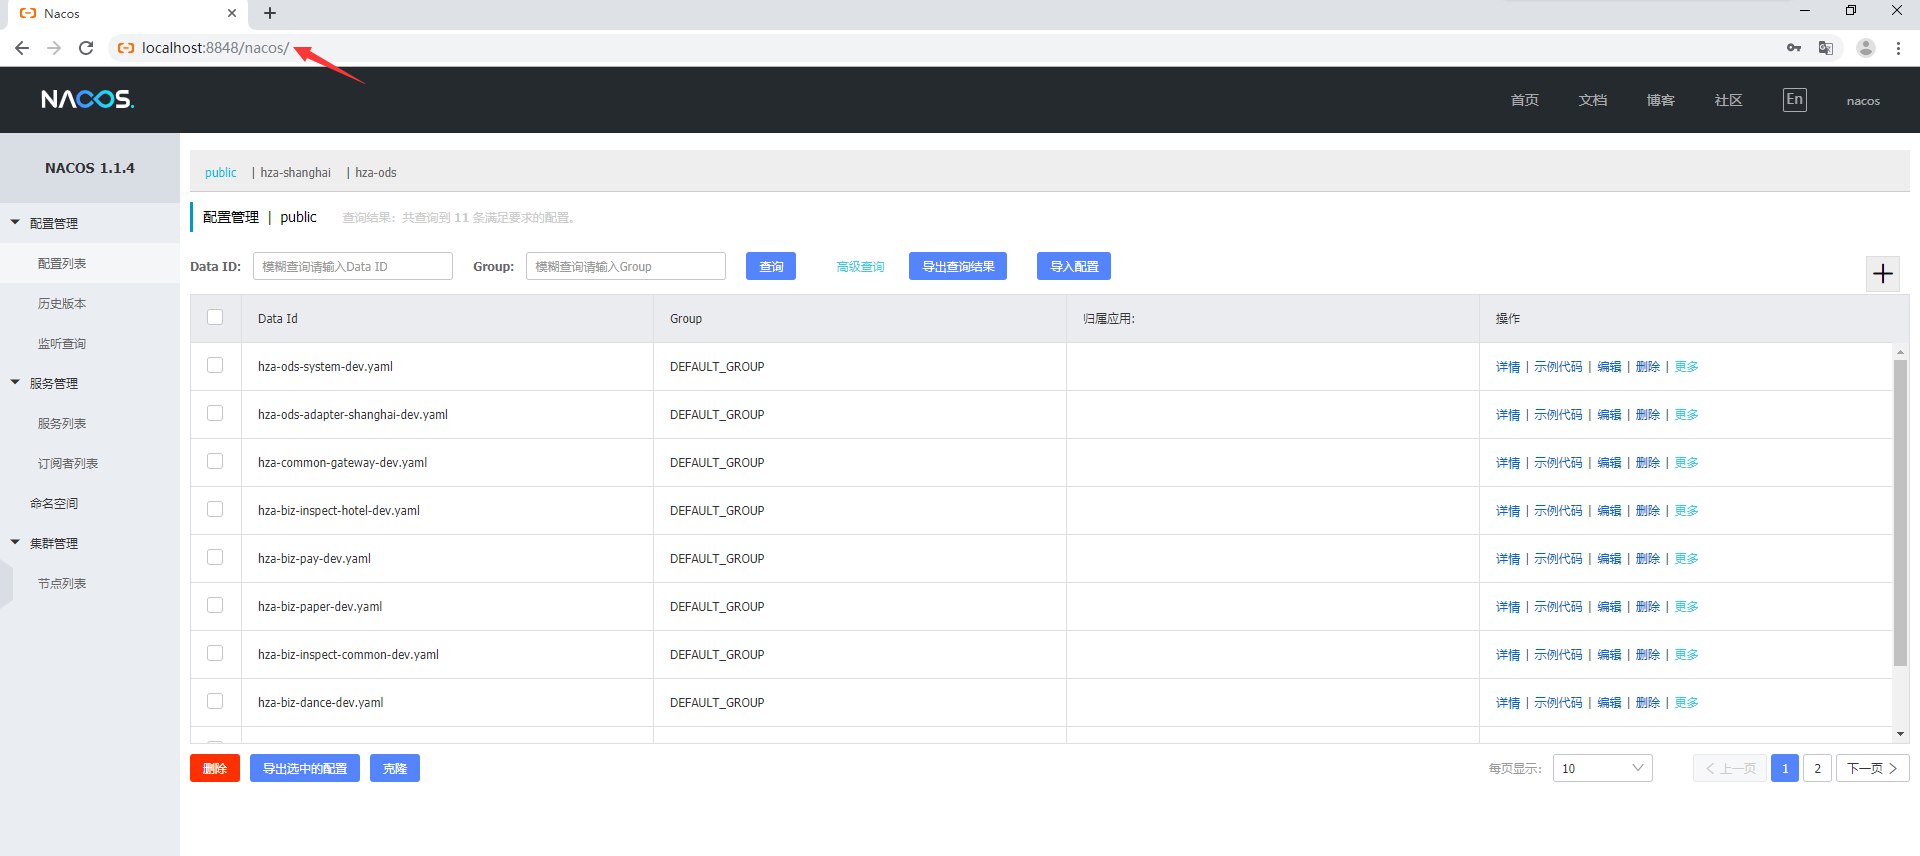 Nacos
localhost:8848/nacos/
NACOS.
首页 文档 博客 社区 En nacos
NACOS 1.1.4
配置管理
配置列表
历史版本
监听查询
服务管理
服务列表
订阅者列表
命名空间
集群管理
节点列表
public | hza-shanghai | hza-ods
配置管理 | public 查询结果：共查询到 11 条满足要求的配置。
Data ID: 模糊查询请输入Data ID Group: 模糊查询请输入Group 查询 高级查询 导出查询结果 导入配置
Data Id Group 归属应用: 操作
hza-ods-system-dev.yaml DEFAULT_GROUP 详情 | 示例代码 | 编辑 | 删除 | 更多
hza-ods-adapter-shanghai-dev.yaml DEFAULT_GROUP 详情 | 示例代码 | 编辑 | 删除 | 更多
hza-common-gateway-dev.yaml DEFAULT_GROUP 详情 | 示例代码 | 编辑 | 删除 | 更多
hza-biz-inspect-hotel-dev.yaml DEFAULT_GROUP 详情 | 示例代码 | 编辑 | 删除 | 更多
hza-biz-pay-dev.yaml DEFAULT_GROUP 详情 | 示例代码 | 编辑 | 删除 | 更多
hza-biz-paper-dev.yaml DEFAULT_GROUP 详情 | 示例代码 | 编辑 | 删除 | 更多
hza-biz-inspect-common-dev.yaml DEFAULT_GROUP 详情 | 示例代码 | 编辑 | 删除 | 更多
hza-biz-dance-dev.yaml DEFAULT_GROUP 详情 | 示例代码 | 编辑 | 删除 | 更多
删除 导出选中的配置 克隆 每页显示: 10 上一页 1 2 下一页